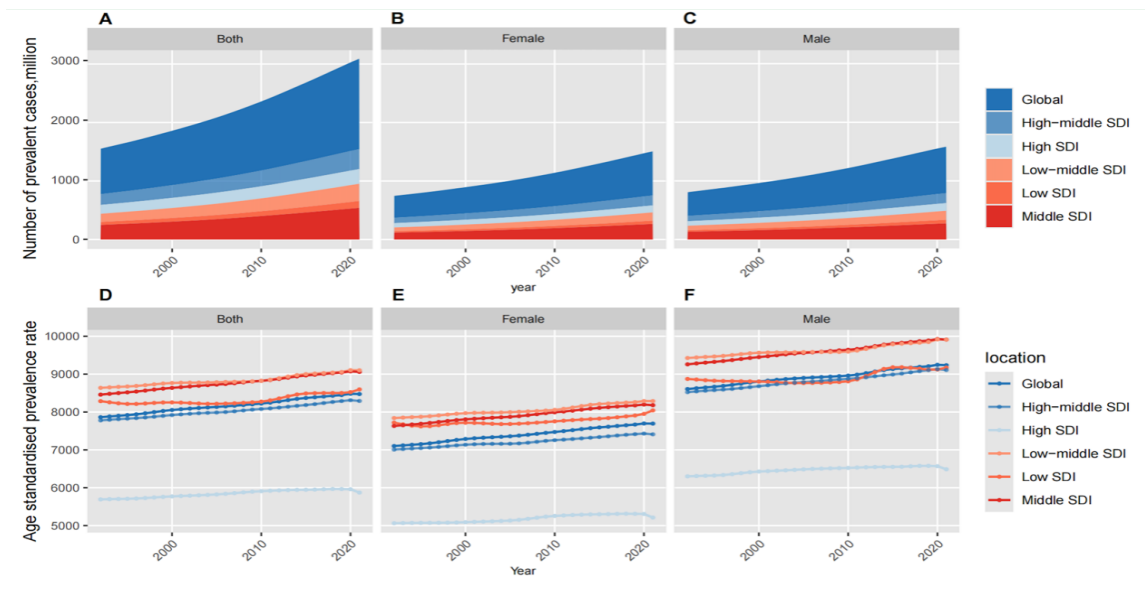 A
B
C
Both
Female
Male
Number of prevalent cases,million
3000
2000
1000
0
2000
2010
2020
2000
2010
2020
2000
2010
2020
year
Global
High-middle SDI
High SDI
Low-middle SDI
Low SDI
Middle SDI
D
E
F
Both
Female
Male
Age standardised prevalence rate
10000
9000
8000
7000
6000
5000
2000
2010
2020
2000
2010
2020
2000
2010
2020
Year
location
Global
High-middle SDI
High SDI
Low-middle SDI
Low SDI
Middle SDI